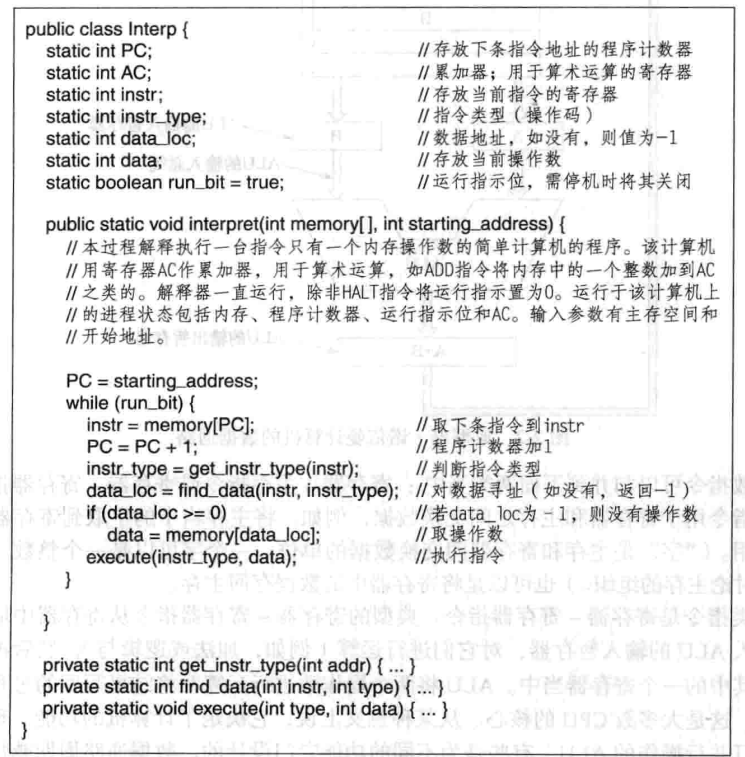 public class Interp {
static int PC; //存放下条指令地址的程序计数器
static int AC; //累加器；用于算术运算的寄存器
static int instr; //存放当前指令的寄存器
static int instr_type; //指令类型（操作码）
static int data_loc; //数据地址，如没有，则值为-1
static int data; //存放当前操作数
static boolean run_bit = true; //运行指示位，需停机时将其关闭
public static void interpret(int memory[ ], int starting_address) {
//本过程解释执行一台指令只有一个内存操作数的简单计算机的程序。该计算机
//用寄存器AC作累加器，用于算术运算，如ADD指令将内存中的一个整数加到AC
//之类的。解释器一直运行，除非HALT指令将运行指示置为0。运行于该计算机上
//的进程状态包括内存、程序计数器、运行指示位和AC。输入参数有主存空间和
//开始地址。
PC = starting_address;
while (run_bit) {
instr = memory[PC]; //取下条指令到instr
PC = PC + 1; //程序计数器加1
instr_type = get_instr_type(instr); //判断指令类型
data_loc = find_data(instr, instr_type); //对数据寻址（如没有，返回-1）
if (data_loc >= 0) //若data_loc为-1，则没有操作数
data = memory[data_loc]; //取操作数
execute(instr_type, data); //执行指令
}
}
private static int get_instr_type(int addr) { ... }
private static int find_data(int instr, int type) { ... }
private static void execute(int type, int data) { ... }
}